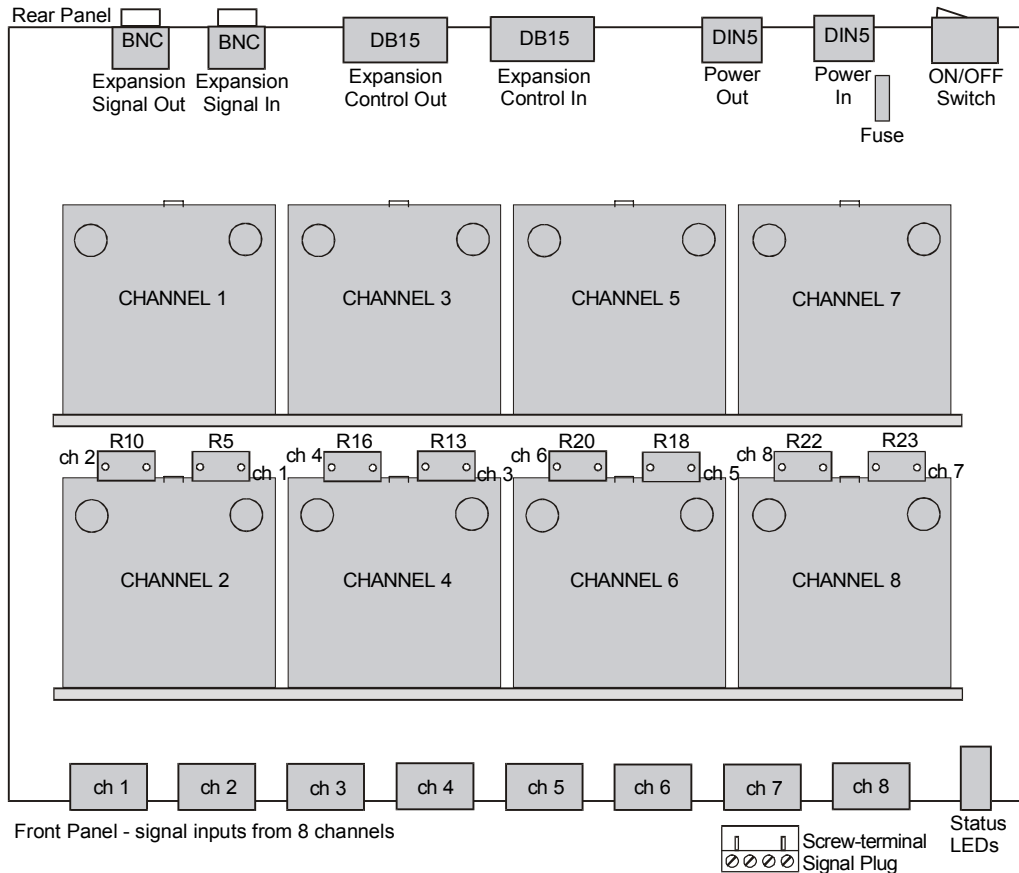 Rear Panel
BNC
BNC
DB15
DB15
DIN5
DIN5
Expansion
Signal Out
Expansion
Signal In
Expansion
Control Out
Expansion
Control In
Power
Out
Power
In
ON/OFF
Switch
Fuse
CHANNEL 1
CHANNEL 3
CHANNEL 5
CHANNEL 7
R10
R5
R16
R13
R20
R18
R22
R23
ch 2
ch 1
ch 4
ch 3
ch 6
ch 5
ch 8
ch 7
CHANNEL 2
CHANNEL 4
CHANNEL 6
CHANNEL 8
ch 1
ch 2
ch 3
ch 4
ch 5
ch 6
ch 7
ch 8
Front Panel - signal inputs from 8 channels
Screw-terminal
Signal Plug
Status
LEDs